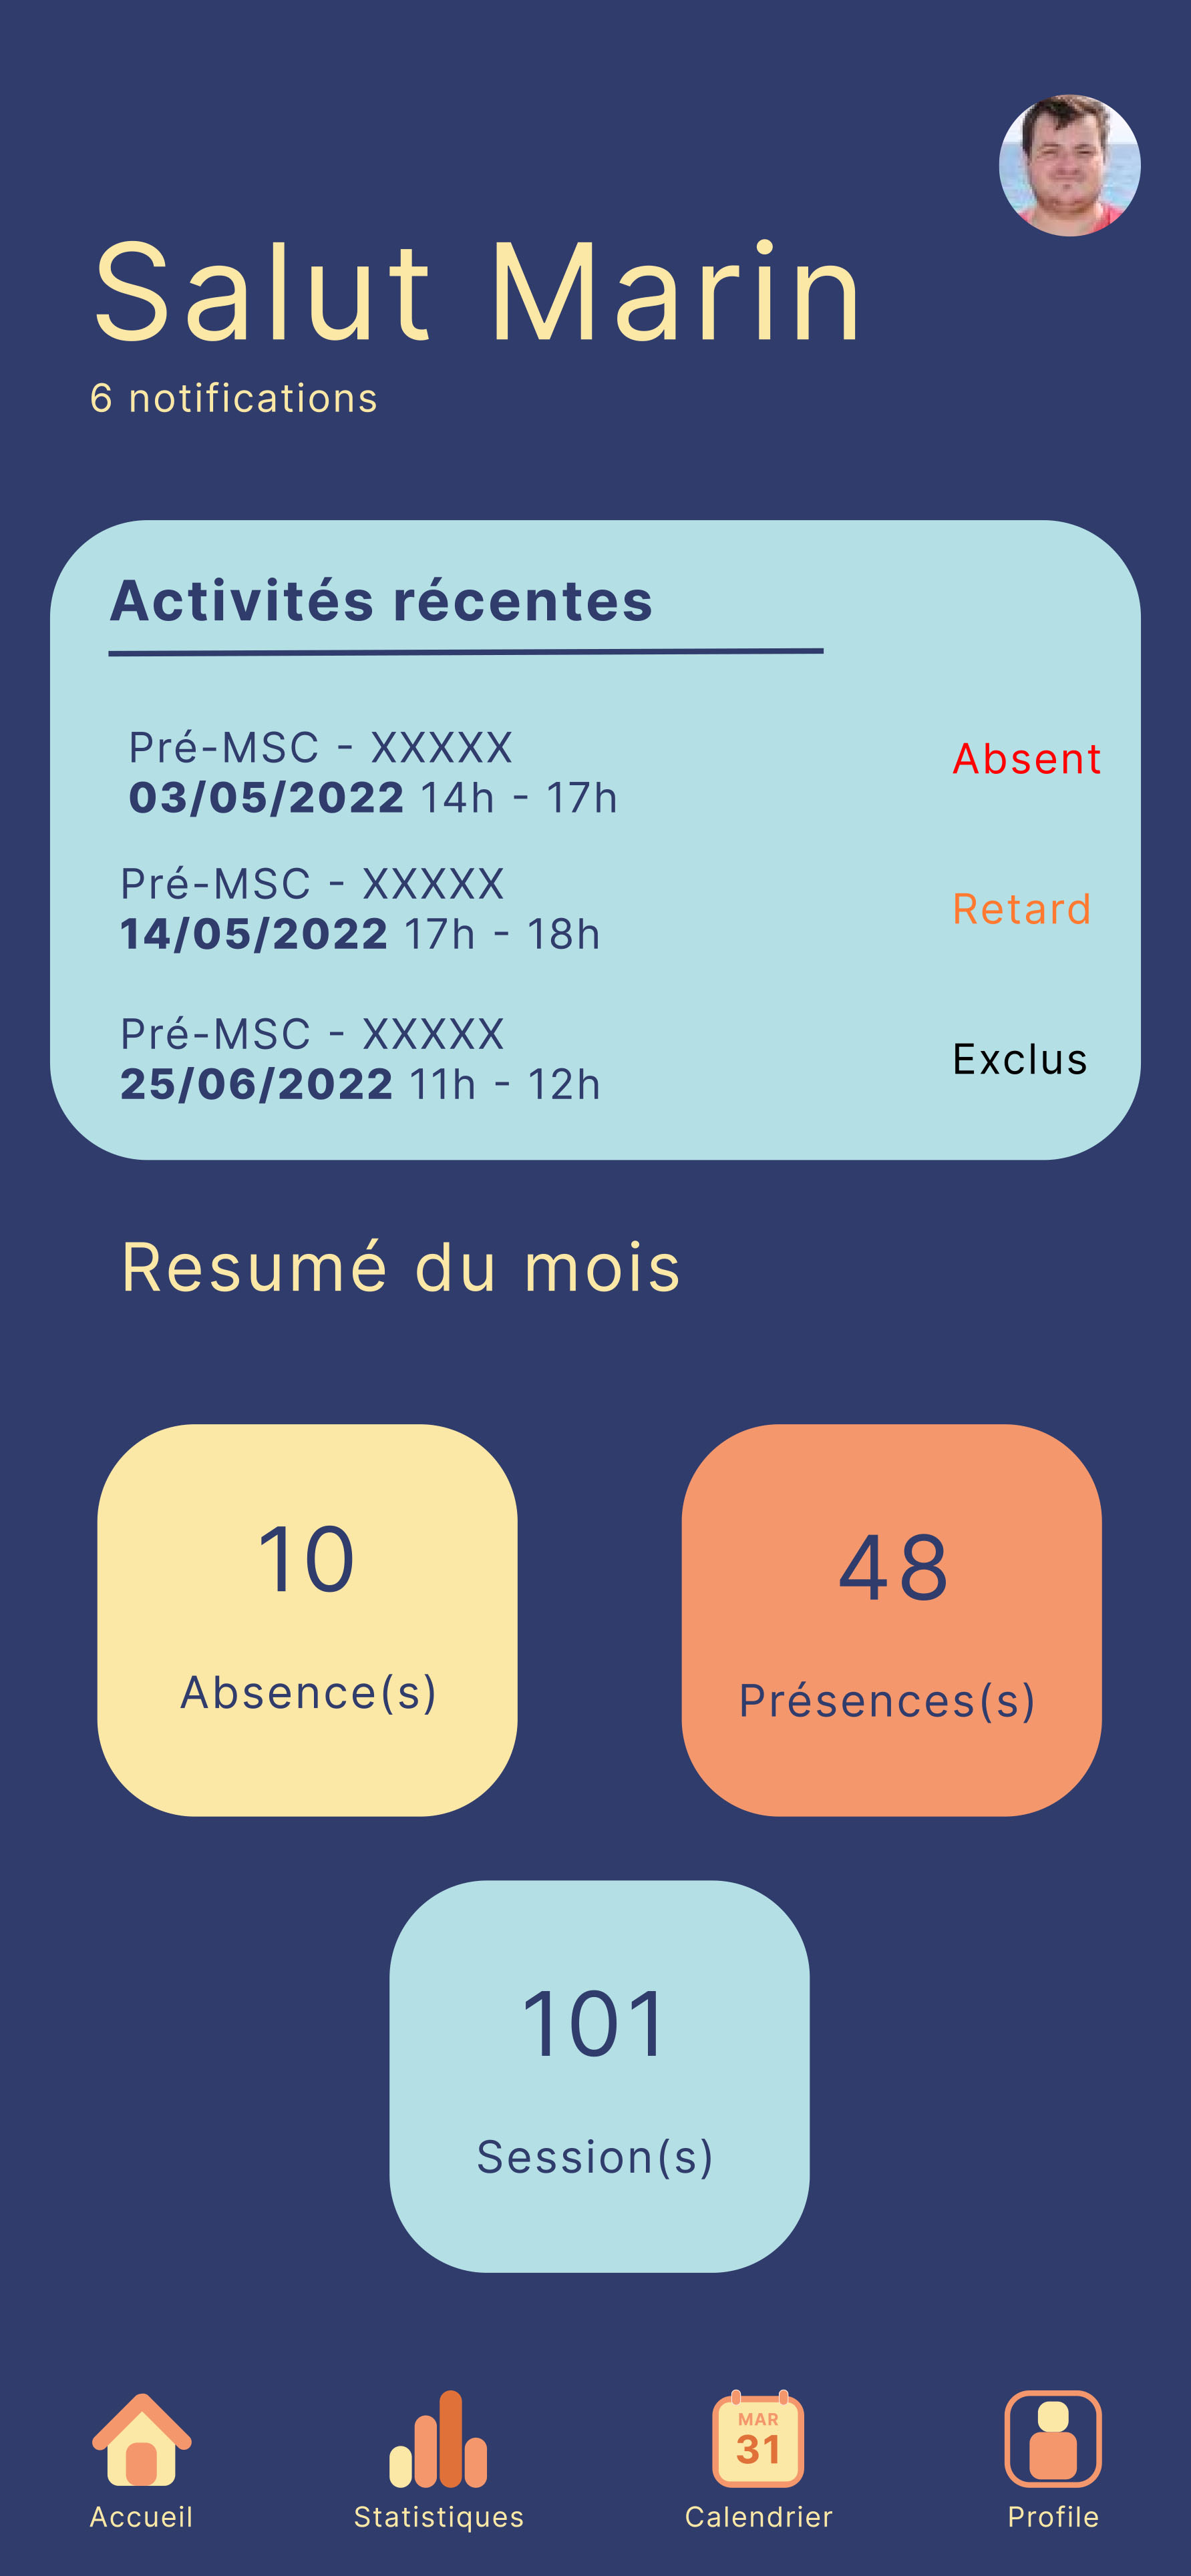 Salut Marin
6 notifications
Activités récentes
Pré-MSC - XXXXX
03/05/2022 14h - 17h
Absent
Pré-MSC - XXXXX
14/05/2022 17h - 18h
Retard
Pré-MSC - XXXXX
25/06/2022 11h - 12h
Exclus
Resumé du mois
10
Absence(s)
48
Présences(s)
101
Session(s)
MAR
31
Accueil
Statistiques
Calendrier
Profile